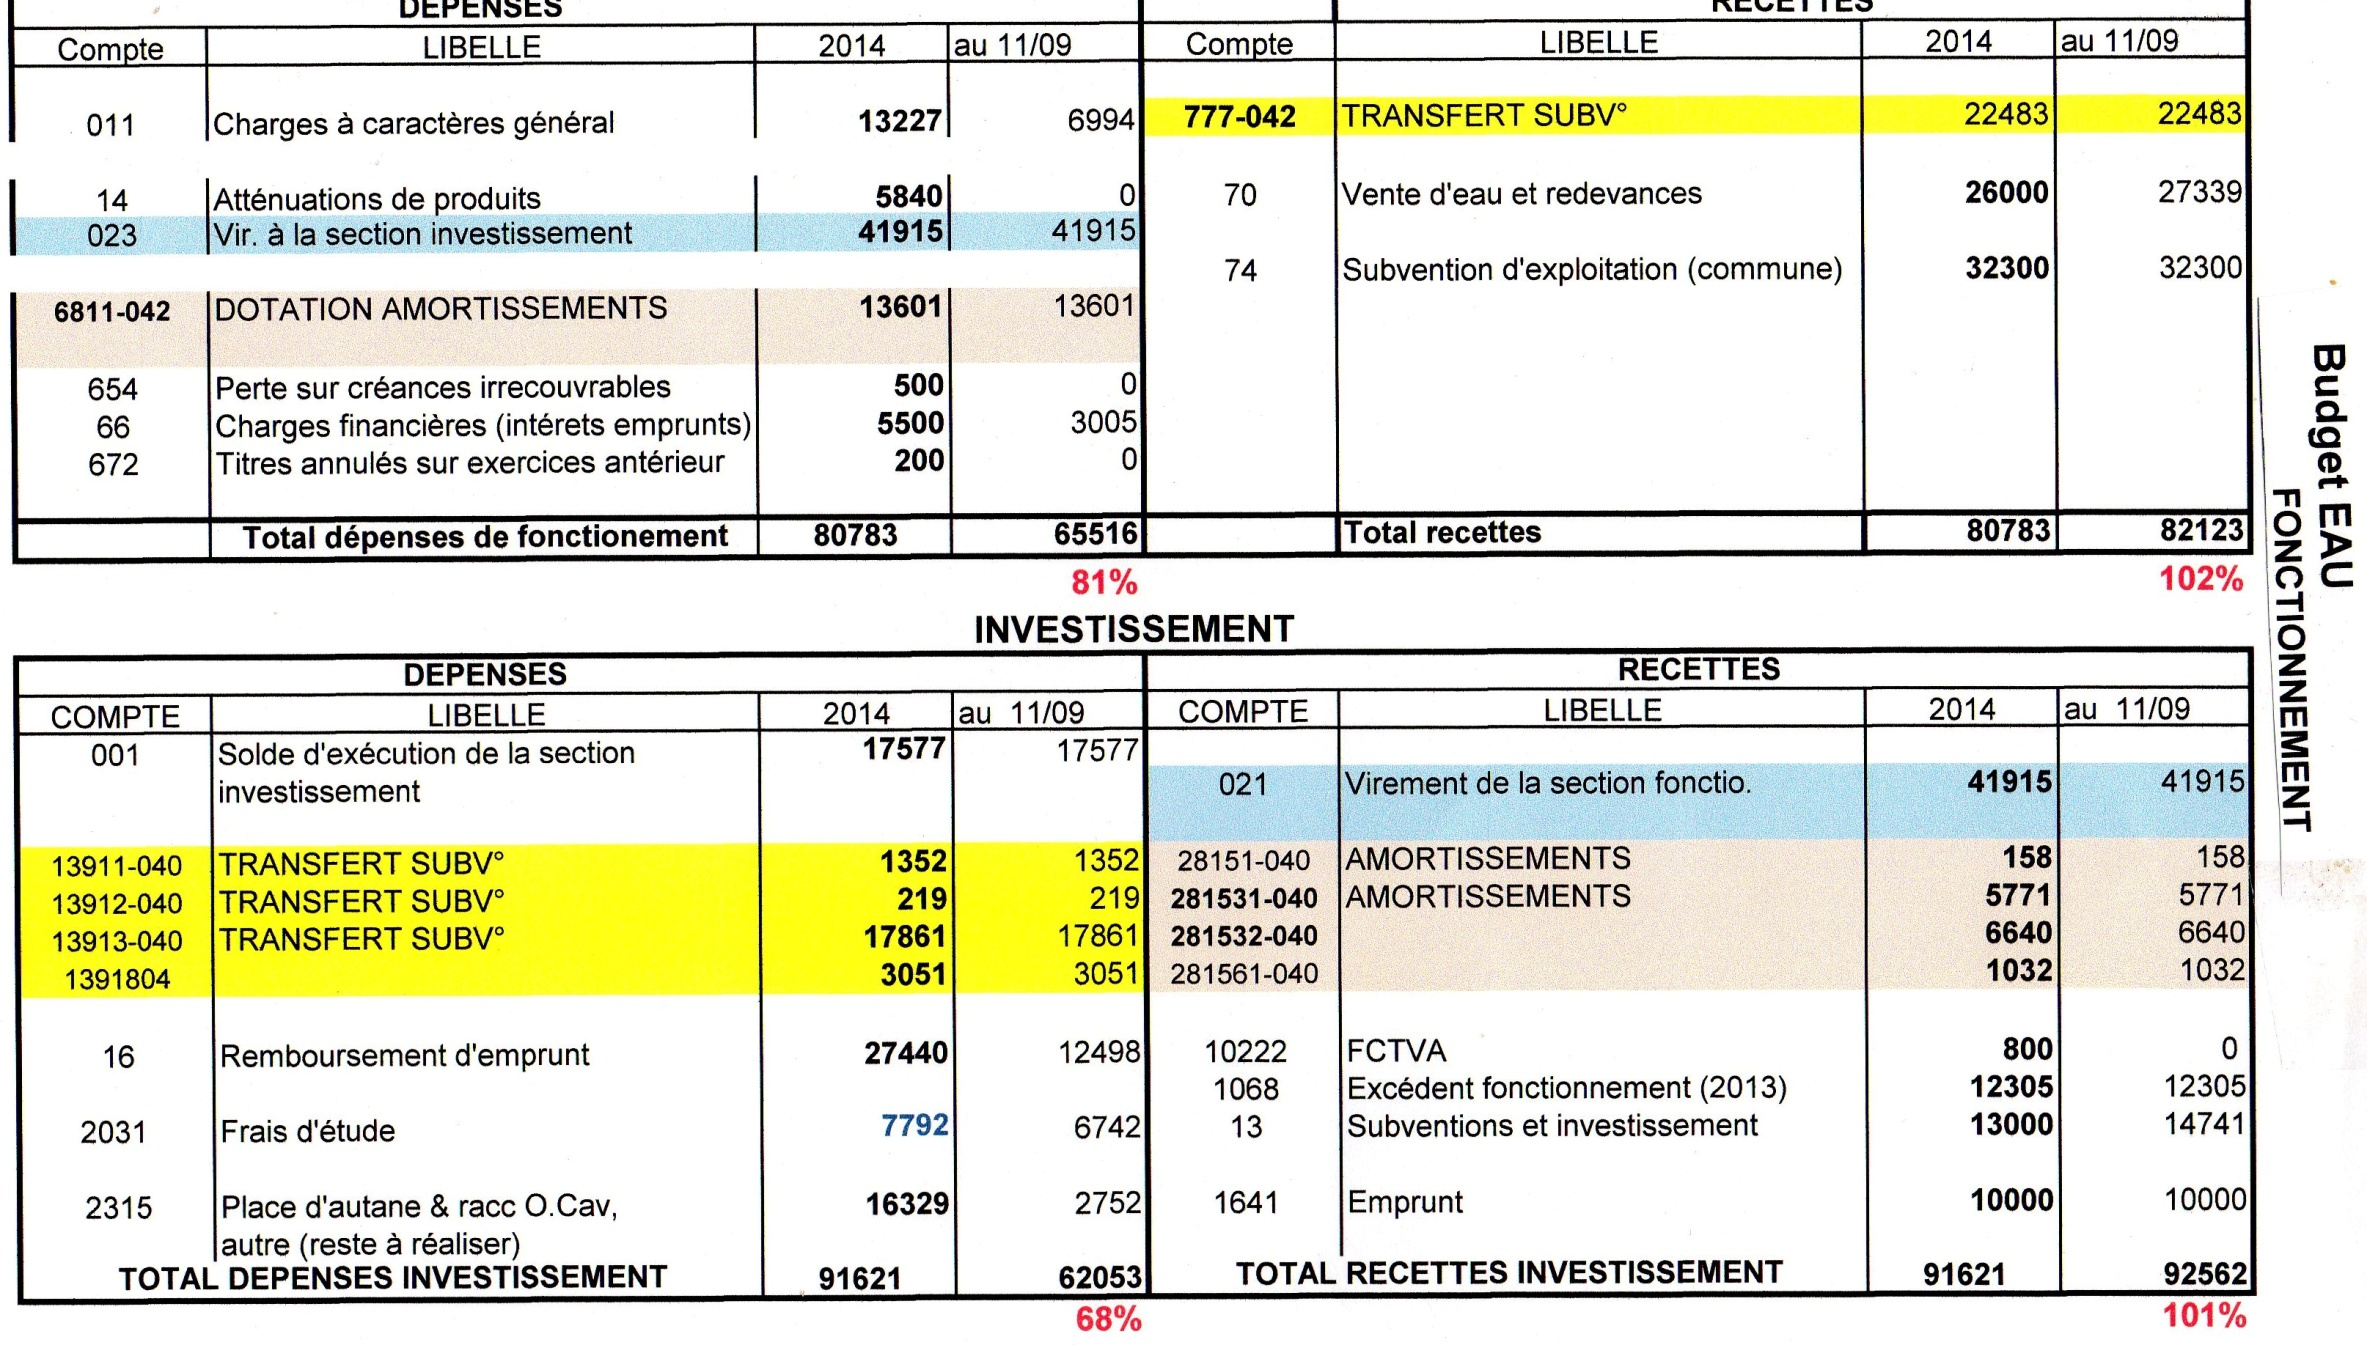 DEPENSES RECETTES
Compte LIBELLE 2014 au 11/09 Compte LIBELLE 2014 au 11/09
011 Charges à caractères général 13227 6994 777-042 TRANSFERT SUBV° 22483 22483
14 Atténuations de produits 5840 0 70 Vente d'eau et redevances 26000 27339
023 Vir. à la section investissement 41915 41915
74 Subvention d'exploitation (commune) 32300 32300
6811-042 DOTATION AMORTISSEMENTS 13601 13601
654 Perte sur créances irrecouvrables 500 0
66 Charges financières (intérets emprunts) 5500 3005
672 Titres annulés sur exercices antérieur 200 0
Total dépenses de fonctionement 80783 65516 Total recettes 80783 82123
81% 102%
Budget EAU
FONCTIONNEMENT
INVESTISSEMENT
DEPENSES RECETTES
COMPTE LIBELLE 2014 au 11/09 COMPTE LIBELLE 2014 au 11/09
001 Solde d'exécution de la section 17577 17577
investissement 021 Virement de la section fonctio. 41915 41915
13911-040 TRANSFERT SUBV° 1352 1352 28151-040 AMORTISSEMENTS 158 158
13912-040 TRANSFERT SUBV° 219 219 281531-040 AMORTISSEMENTS 5771 5771
13913-040 TRANSFERT SUBV° 17861 17861 281532-040 6640 6640
1391804 3051 3051 281561-040 1032 1032
16 Remboursement d'emprunt 27440 12498 10222 FCTVA 800 0
1068 Excédent fonctionnement (2013) 12305 12305
2031 Frais d'étude 7792 6742 13 Subventions et investissement 13000 14741
2315 Place d'autane & racc O.Cav, 16329 2752 1641 Emprunt 10000 10000
autre (reste à réaliser)
TOTAL DEPENSES INVESTISSEMENT 91621 62053 TOTAL RECETTES INVESTISSEMENT 91621 92562
68% 101%